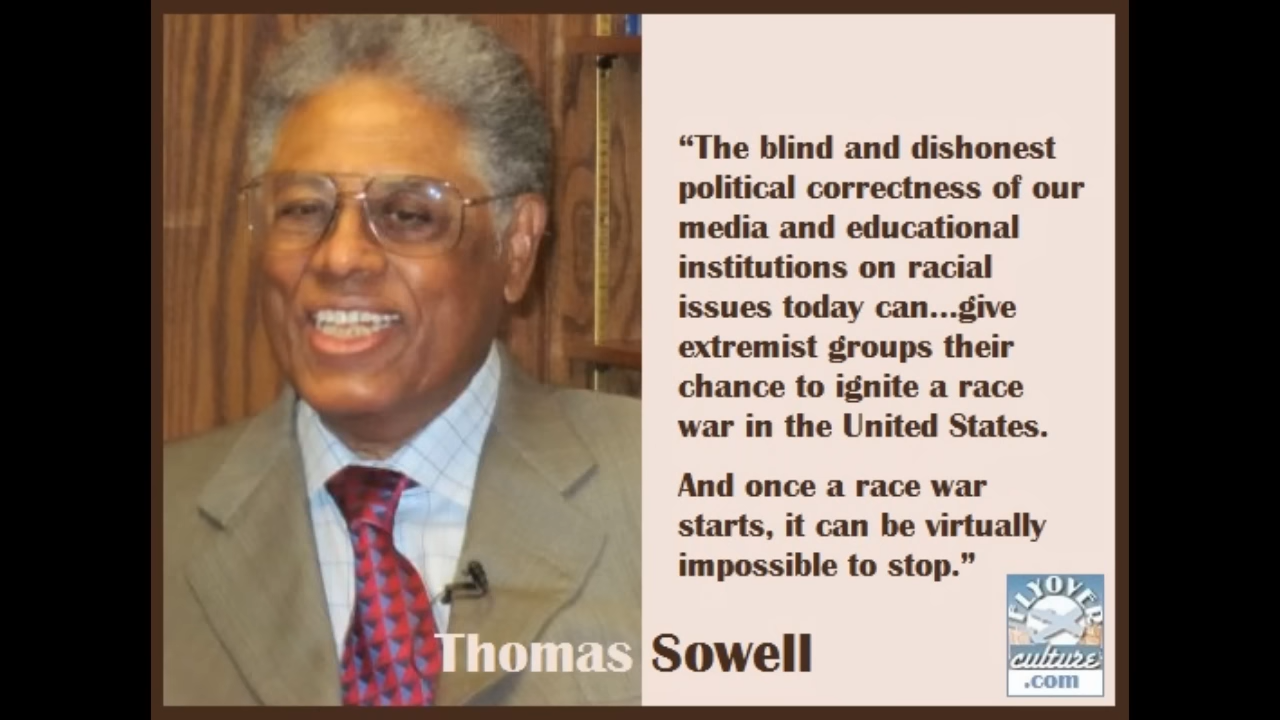 “The blind and dishonest
political correctness of our
media and educational
institutions on racial
issues today can...give
extremist groups their
chance to ignite a race
war in the United States.
And once a race war
starts, it can be virtually
impossible to stop.”
Thomas Sowell
FLYOVER
culture
.com